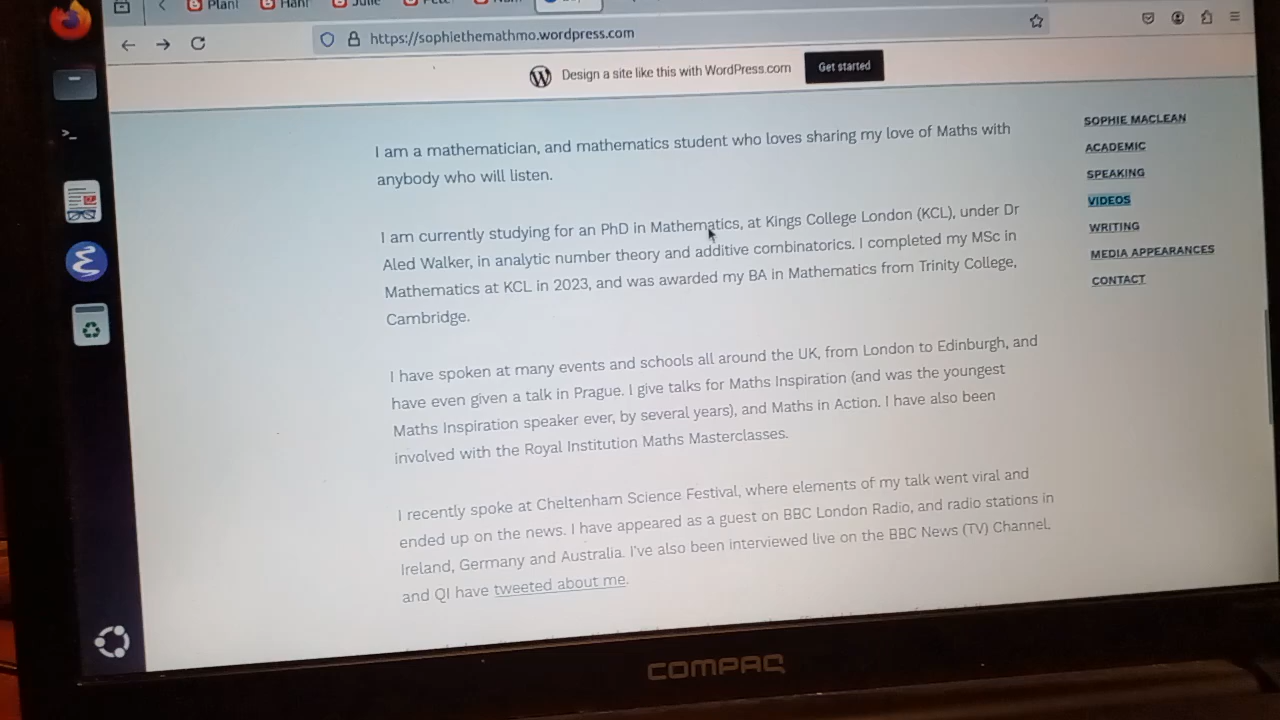 Plani
Hanr
https://sophiethemathmo.wordpress.com
Design a site like this with WordPress.com
Get started
I am a mathematician, and mathematics student who loves sharing my love of Maths with
anybody who will listen.
I am currently studying for an PhD in Mathematics, at Kings College London (KCL), under Dr
Aled Walker, in analytic number theory and additive combinatorics. I completed my MSc in
Mathematics at KCL in 2023, and was awarded my BA in Mathematics from Trinity College,
Cambridge.
I have spoken at many events and schools all around the UK, from London to Edinburgh, and
have even given a talk in Prague. I give talks for Maths Inspiration (and was the youngest
Maths Inspiration speaker ever, by several years), and Maths in Action. I have also been
involved with the Royal Institution Maths Masterclasses.
I recently spoke at Cheltenham Science Festival, where elements of my talk went viral and
ended up on the news. I have appeared as a guest on BBC London Radio, and radio stations in
Ireland, Germany and Australia. I've also been interviewed live on the BBC News (TV) Channel,
and QI have tweeted about me.
SOPHIE MACLEAN
ACADEMIC
SPEAKING
VIDEOS
WRITING
MEDIA APPEARANCES
CONTACT
COMPAQ